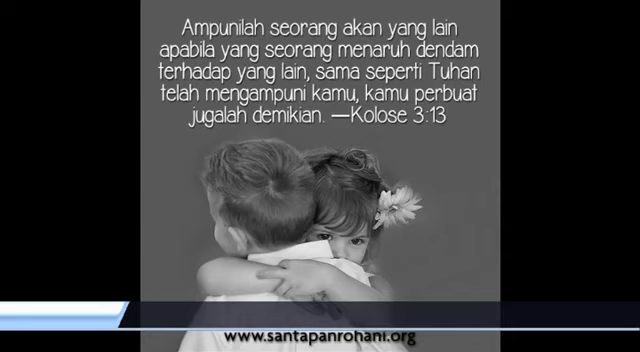 Ampunilah seorang akan yang lain
apabila yang seorang menaruh dendam
terhadap yang lain, sama seperti Tuhan
telah mengampuni kamu, kamu perbuat
jugalah demikian. —Kolose 3:13
www.santapanrohani.org